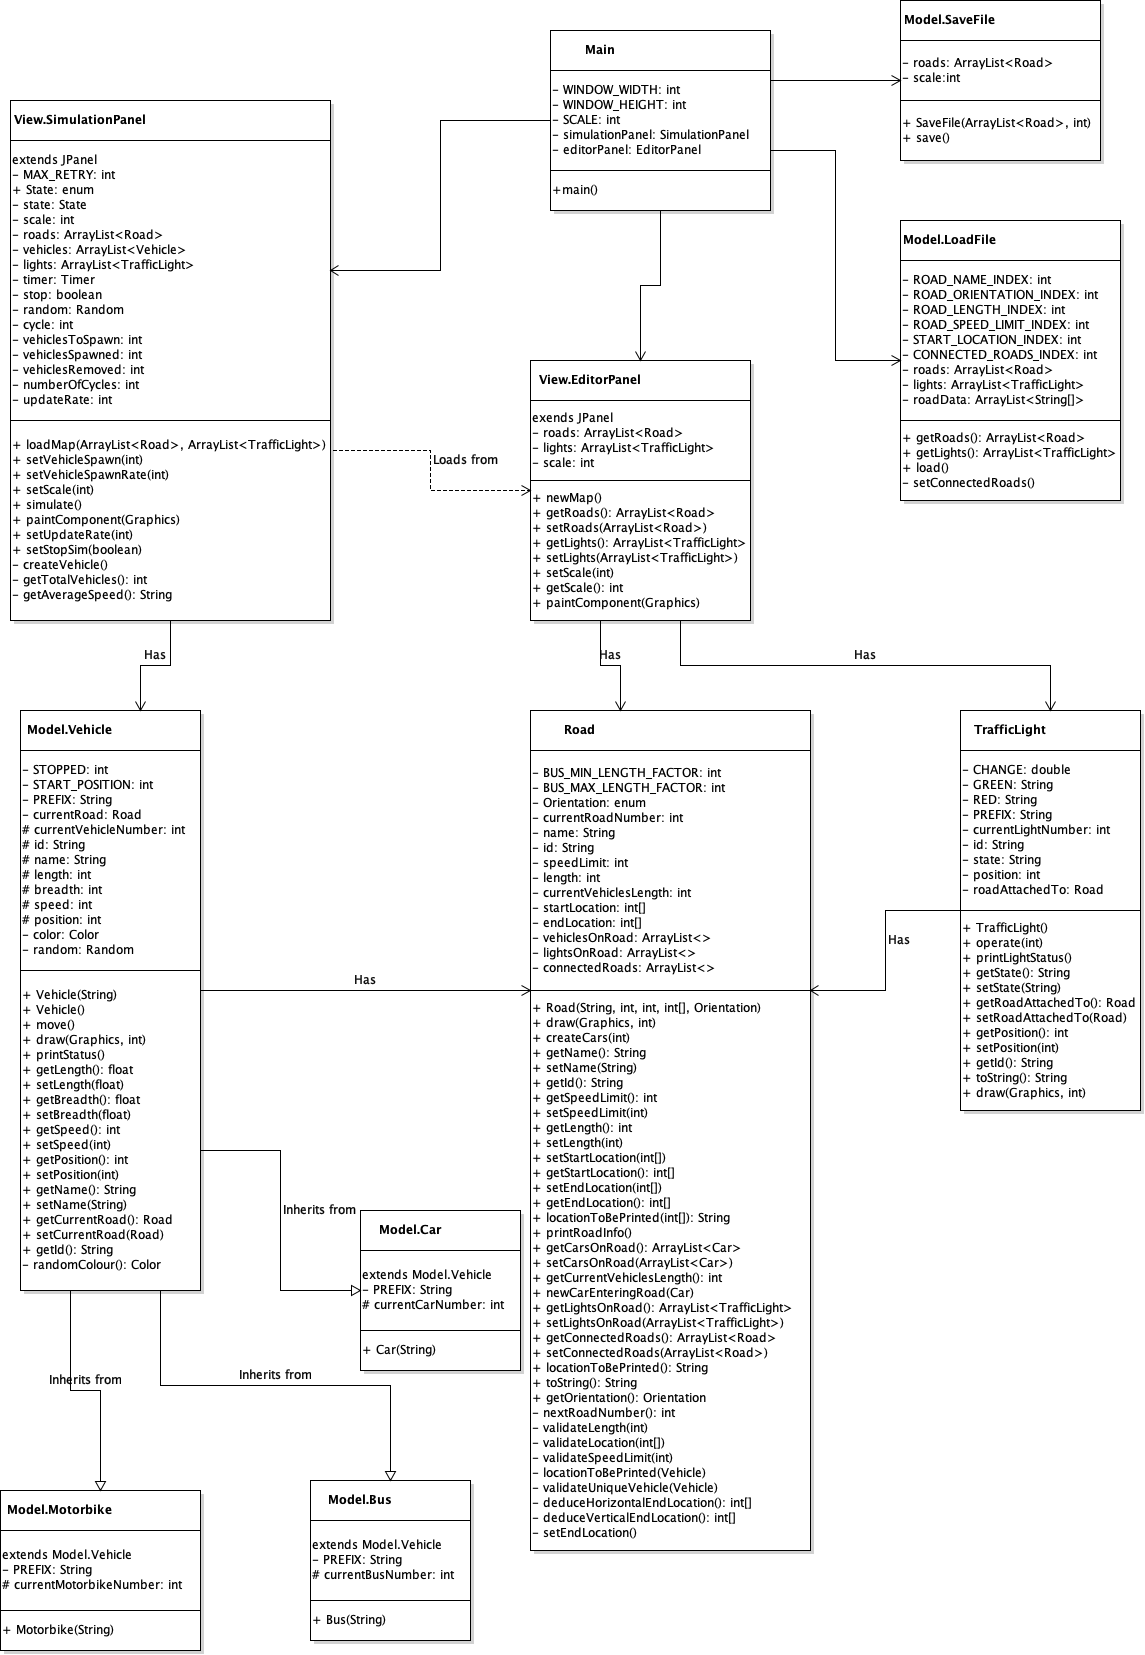 Model.SaveFile
- roads: ArrayList<Road>
- scale:int
+ SaveFile(ArrayList<Road>, int)
+ save()
Main
- WINDOW_WIDTH: int
- WINDOW_HEIGHT: int
- SCALE: int
- simulationPanel: SimulationPanel
- editorPanel: EditorPanel
+main()
View.SimulationPanel
extends JPanel
- MAX_RETRY: int
+ State: enum
- state: State
- scale: int
- roads: ArrayList<Road>
- vehicles: ArrayList<Vehicle>
- lights: ArrayList<TrafficLight>
- timer: Timer
- stop: boolean
- random: Random
- cycle: int
- vehiclesToSpawn: int
- vehiclesSpawned: int
- vehiclesRemoved: int
- numberOfCycles: int
- updateRate: int
+ loadMap(ArrayList<Road>, ArrayList<TrafficLight>)
+ setVehicleSpawn(int)
+ setVehicleSpawnRate(int)
+ setScale(int)
+ simulate()
+ paintComponent(Graphics)
+ setUpdateRate(int)
+ setStopSim(boolean)
- createVehicle()
- getTotalVehicles(): int
- getAverageSpeed(): String
Model.LoadFile
- ROAD_NAME_INDEX: int
- ROAD_ORIENTATION_INDEX: int
- ROAD_LENGTH_INDEX: int
- ROAD_SPEED_LIMIT_INDEX: int
- START_LOCATION_INDEX: int
- CONNECTED_ROADS_INDEX: int
- roads: ArrayList<Road>
- lights: ArrayList<TrafficLight>
- roadData: ArrayList<String[]>
+ getRoads(): ArrayList<Road>
+ getLights(): ArrayList<TrafficLight>
+ load()
- setConnectedRoads()
View.EditorPanel
exends JPanel
- roads: ArrayList<Road>
- lights: ArrayList<TrafficLight>
- scale: int
+ newMap()
+ getRoads(): ArrayList<Road>
+ setRoads(ArrayList<Road>)
+ getLights(): ArrayList<TrafficLight>
+ setLights(ArrayList<TrafficLight>)
+ setScale(int)
+ getScale(): int
+ paintComponent(Graphics)
Loads from
Has
Has
Has
Model.Vehicle
- STOPPED: int
- START_POSITION: int
- PREFIX: String
- currentRoad: Road
# currentVehicleNumber: int
# id: String
# name: String
# length: int
# breadth: int
# speed: int
# position: int
- color: Color
- random: Random
+ Vehicle(String)
+ Vehicle()
+ move()
+ draw(Graphics, int)
+ printStatus()
+ getLength(): float
+ setLength(float)
+ getBreadth(): float
+ setBreadth(float)
+ getSpeed(): int
+ setSpeed(int)
+ getPosition(): int
+ setPosition(int)
+ getName(): String
+ setName(String)
+ getCurrentRoad(): Road
+ setCurrentRoad(Road)
+ getId(): String
- randomColour(): Color
Has
Road
- BUS_MIN_LENGTH_FACTOR: int
- BUS_MAX_LENGTH_FACTOR: int
- Orientation: enum
- currentRoadNumber: int
- name: String
- id: String
- speedLimit: int
- length: int
- currentVehiclesLength: int
- startLocation: int[]
- endLocation: int[]
- vehiclesOnRoad: ArrayList<>
- lightsOnRoad: ArrayList<>
- connectedRoads: ArrayList<>
+ Road(String, int, int, int[], Orientation)
+ draw(Graphics, int)
+ createCars(int)
+ getName(): String
+ setName(String)
+ getId(): String
+ getSpeedLimit(): int
+ setSpeedLimit(int)
+ getLength(): int
+ setLength(int)
+ setStartLocation(int[])
+ getStartLocation(): int[]
+ setEndLocation(int[])
+ getEndLocation(): int[]
+ locationToBePrinted(int[]): String
+ printRoadInfo()
+ getCarsOnRoad(): ArrayList<Car>
+ setCarsOnRoad(ArrayList<Car>)
+ getCurrentVehiclesLength(): int
+ newCarEnteringRoad(Car)
+ getLightsOnRoad(): ArrayList<TrafficLight>
+ setLightsOnRoad(ArrayList<TrafficLight>)
+ getConnectedRoads(): ArrayList<Road>
+ setConnectedRoads(ArrayList<Road>)
+ locationToBePrinted(): String
+ toString(): String
+ getOrientation(): Orientation
- nextRoadNumber(): int
- validateLength(int)
- validateLocation(int[])
- validateSpeedLimit(int)
- locationToBePrinted(Vehicle)
- validateUniqueVehicle(Vehicle)
- deduceHorizontalEndLocation(): int[]
- deduceVerticalEndLocation(): int[]
- setEndLocation()
TrafficLight
- CHANGE: double
- GREEN: String
- RED: String
- PREFIX: String
- currentLightNumber: int
- id: String
- state: String
- position: int
- roadAttachedTo: Road
+ TrafficLight()
+ operate(int)
+ printLightStatus()
+ getState(): String
+ setState(String)
+ getRoadAttachedTo(): Road
+ setRoadAttachedTo(Road)
+ getPosition(): int
+ setPosition(int)
+ getId(): String
+ toString(): String
+ draw(Graphics, int)
Has
Inherits from
Model.Car
extends Model.Vehicle
- PREFIX: String
# currentCarNumber: int
+ Car(String)
Inherits from
Inherits from
Model.Motorbike
extends Model.Vehicle
- PREFIX: String
# currentMotorbikeNumber: int
+ Motorbike(String)
Model.Bus
extends Model.Vehicle
- PREFIX: String
# currentBusNumber: int
+ Bus(String)